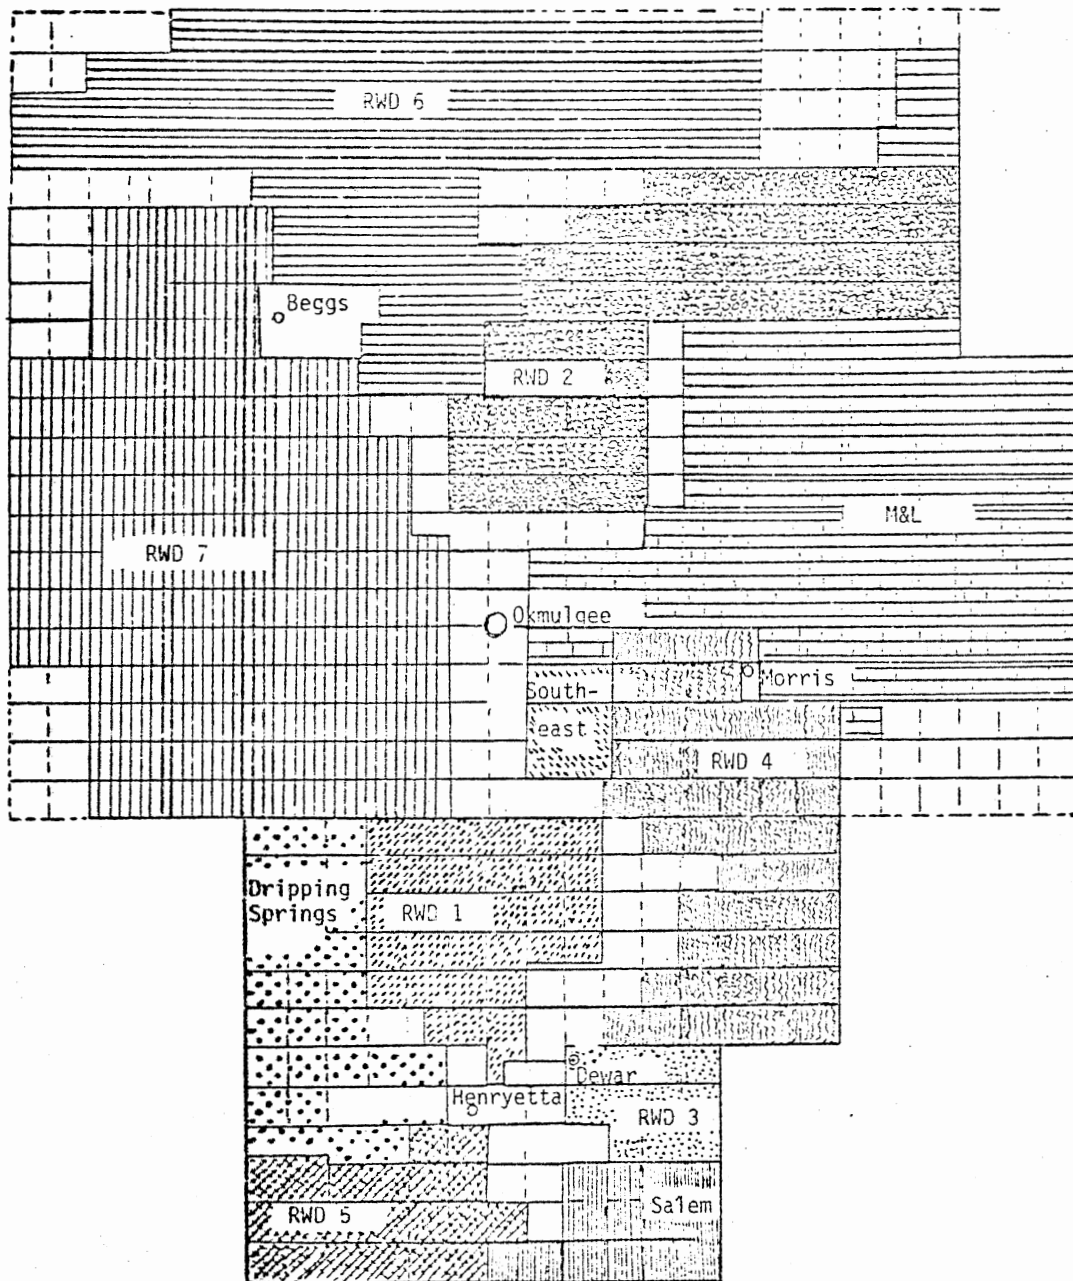 RWD 6
Beggs
RWD 2
M&L
RWD 7
Okmulgee
Morris
South-
east
RWD 4
Dripping
Springs
RWD 1
Dewar
Henryetta
RWD 3
Salem
RWD 5